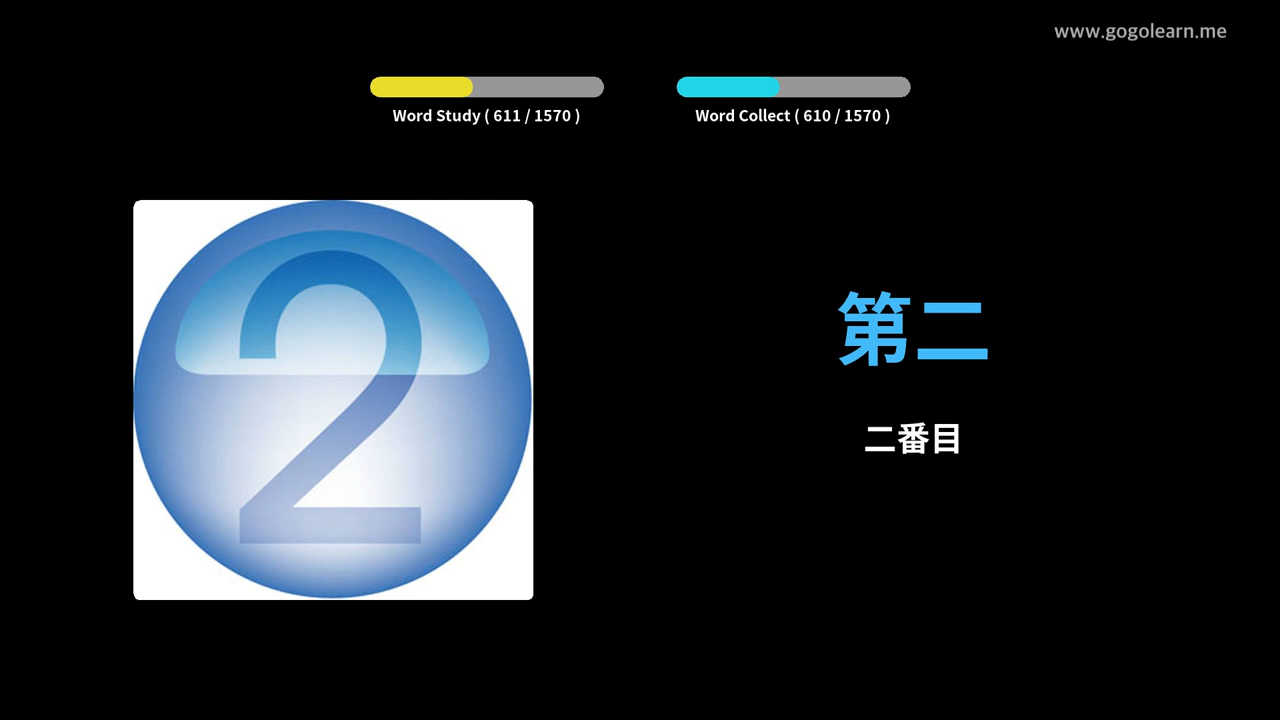 www.gogolearn.me
Word Study ( 611 / 1570 )
Word Collect ( 610 / 1570 )
2
第二
二番目